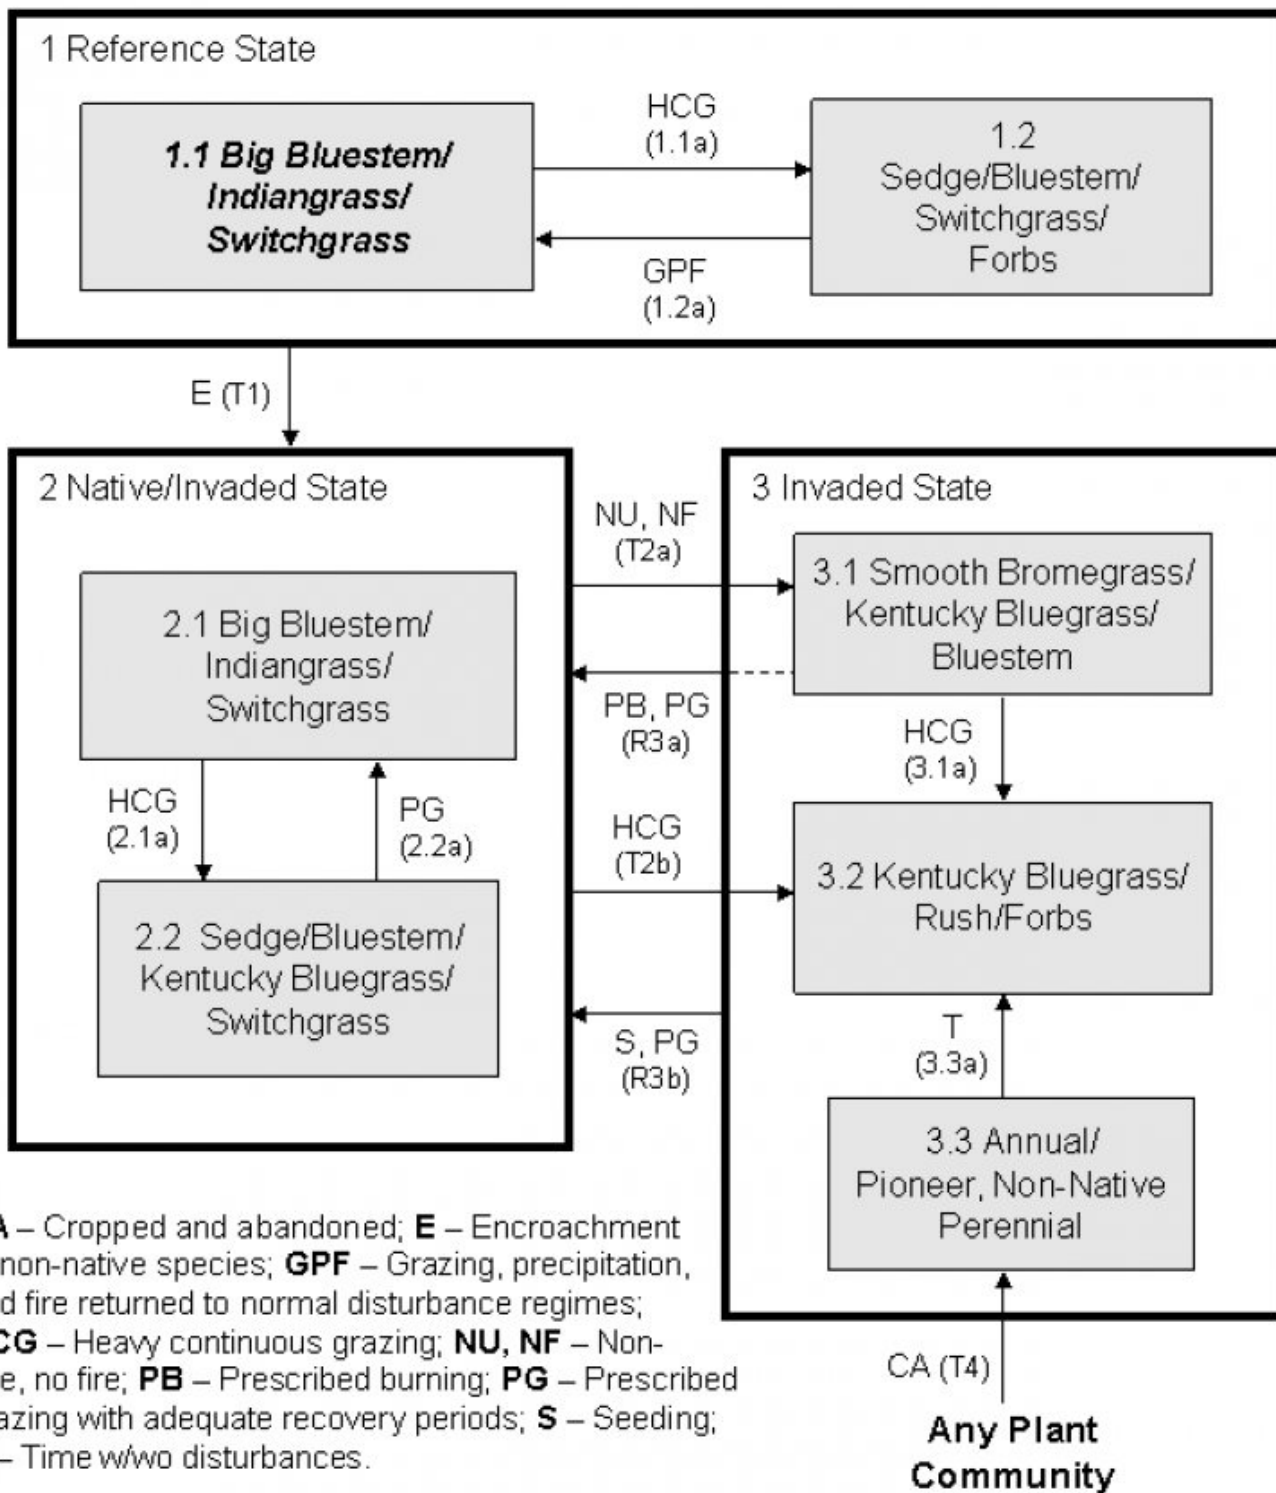 1 Reference State
1.1 Big Bluestem/
Indiangrass/
Switchgrass
HCG
(1.1a)
GPF
(1.2a)
1.2
Sedge/Bluestem/
Switchgrass/
Forbs
E (T1)
2 Native/Invaded State
2.1 Big Bluestem/
Indiangrass/
Switchgrass
HCG
(2.1a)
PG
(2.2a)
2.2 Sedge/Bluestem/
Kentucky Bluegrass/
Switchgrass
NU, NF
(T2a)
PB, PG
(R3a)
HCG
(T2b)
S, PG
(R3b)
3 Invaded State
3.1 Smooth Bromegrass/
Kentucky Bluegrass/
Bluestem
HCG
(3.1a)
3.2 Kentucky Bluegrass/
Rush/Forbs
T
(3.3a)
3.3 Annual/
Pioneer, Non-Native
Perennial
CA (T4)
Any Plant
Community
A – Cropped and abandoned; E – Encroachment
non-native species; GPF – Grazing, precipitation,
d fire returned to normal disturbance regimes;
CG – Heavy continuous grazing; NU, NF – Non-
e, no fire; PB – Prescribed burning; PG – Prescribed
azing with adequate recovery periods; S – Seeding;
– Time w/wo disturbances.